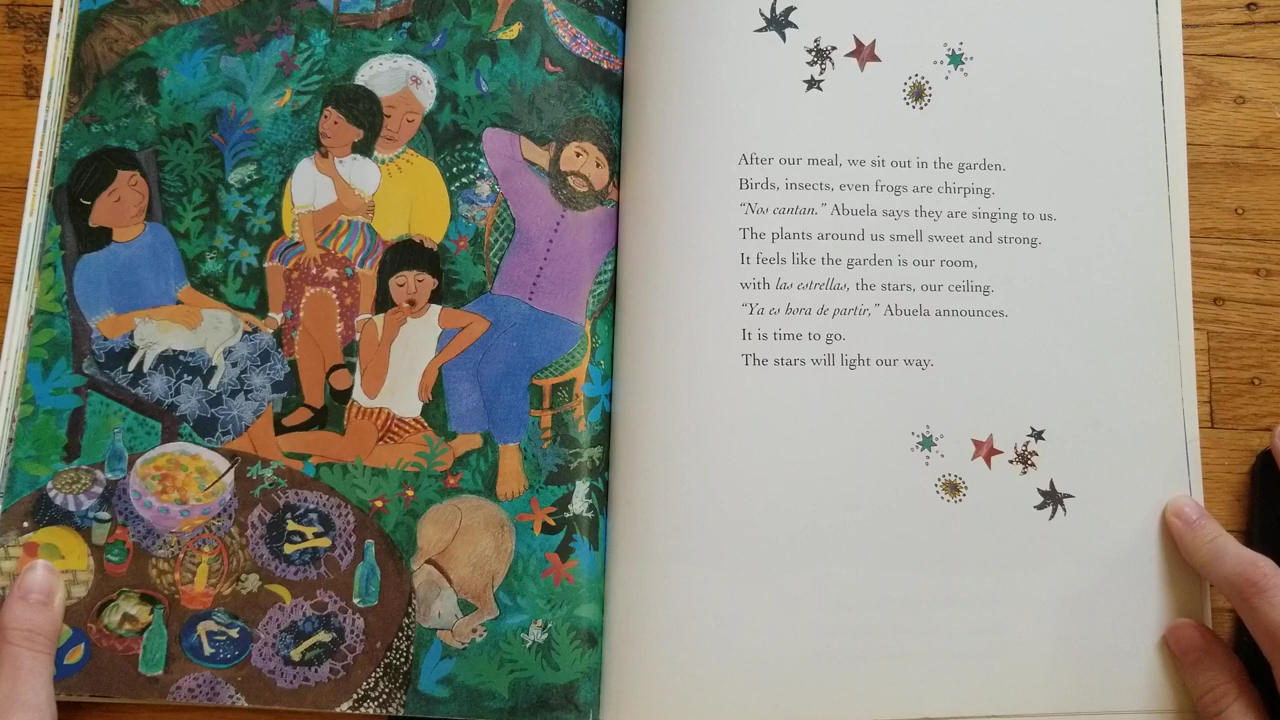 After our meal, we sit out in the garden.
Birds, insects, even frogs are chirping.
“Nos cantan.” Abuela says they are singing to us.
The plants around us smell sweet and strong.
It feels like the garden is our room,
with las estrellas, the stars, our ceiling.
“Ya es hora de partir,” Abuela announces.
It is time to go.
The stars will light our way.